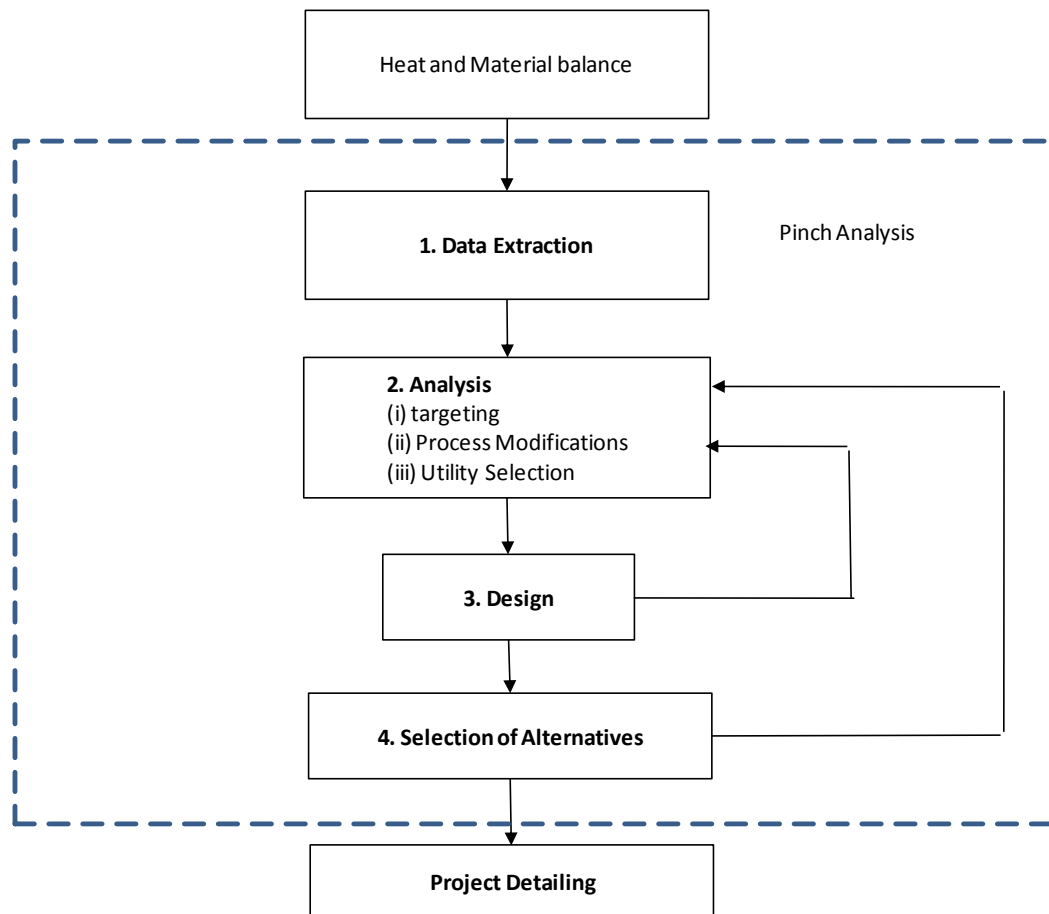 Heat and Material balance
1. Data Extraction
Pinch Analysis
2. Analysis
(i) targeting
(ii) Process Modifications
(iii) Utility Selection
3. Design
4. Selection of Alternatives
Project Detailing